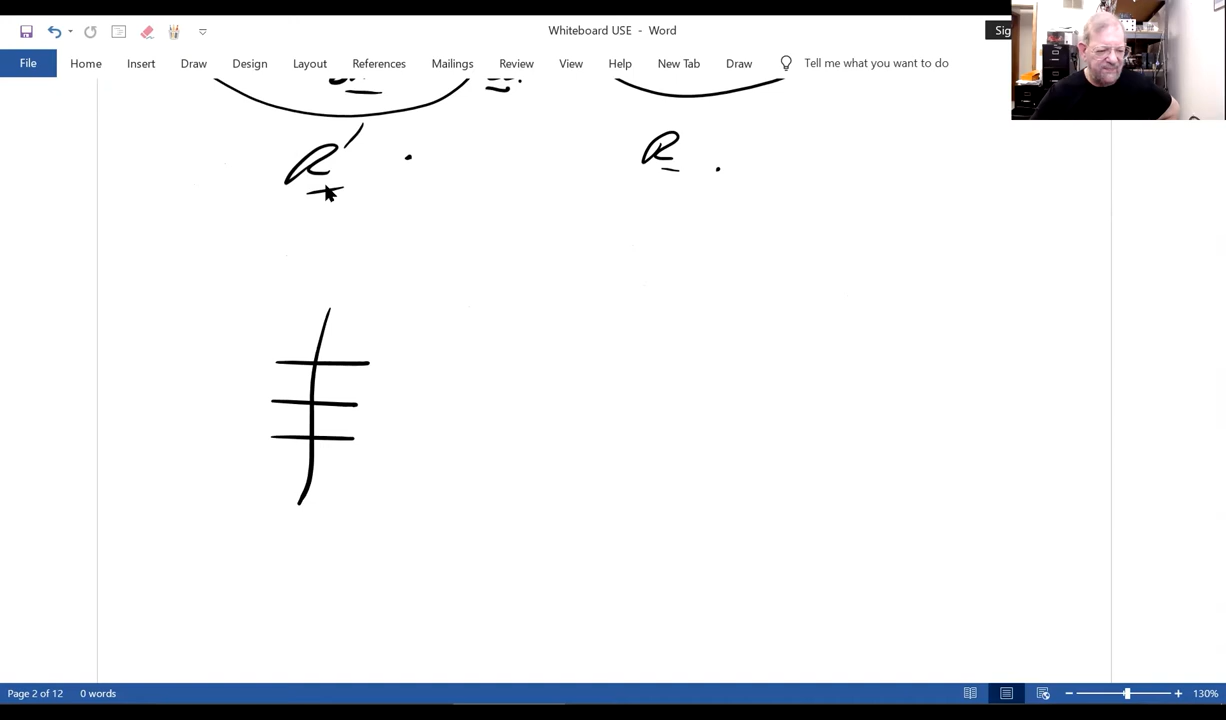 Whiteboard USE - Word
Sig
File Home Insert Draw Design Layout References Mailings Review View Help New Tab Draw Tell me what you want to do
R' .
R .
Page 2 of 12 0 words
130%